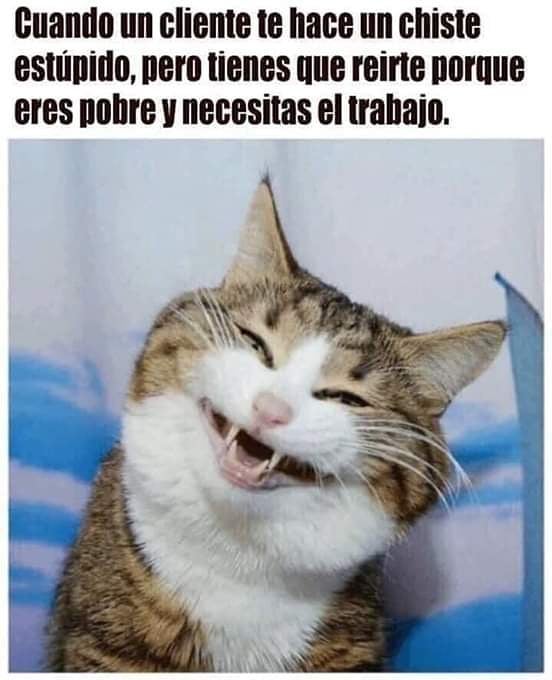 Cuando un cliente te hace un chiste
estúpido, pero tienes que reirte porque
eres pobre y necesitas el trabajo.